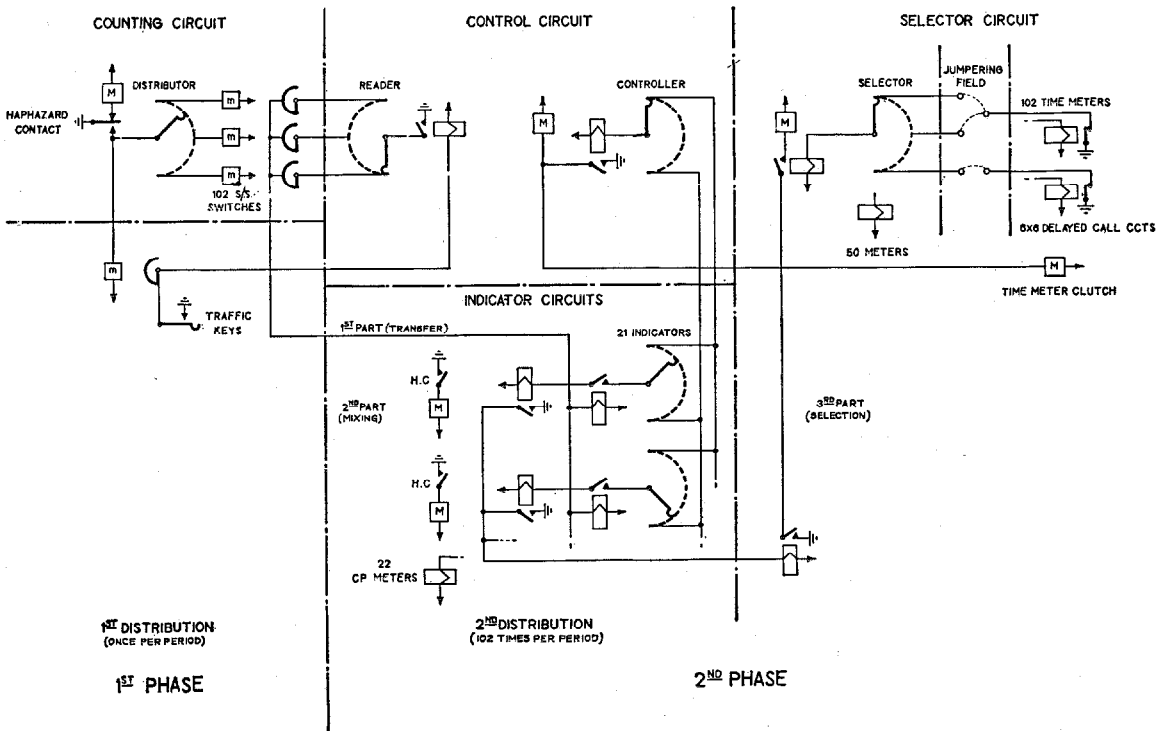 COUNTING CIRCUIT
CONTROL CIRCUIT
SELECTOR CIRCUIT
DISTRIBUTOR
READER
CONTROLLER
SELECTOR
JUMPERING
FIELD
HAPHAZARD
CONTACT
M
m
m
m
102 S/S.
SWITCHES
M
M
102 TIME METERS
6X6 DELAYED CALL CCTS
50 METERS
m
TRAFFIC
KEYS
M
TIME METER CLUTCH
INDICATOR CIRCUITS
1ST PART (TRANSFER)
21 INDICATORS
H.C
M
2ND PART
(MIXING)
3RD PART
(SELECTION)
H.C
M
22
CP METERS
1ST DISTRIBUTION
(ONCE PER PERIOD)
2ND DISTRIBUTION
(102 TIMES PER PERIOD)
1ST PHASE
2ND PHASE